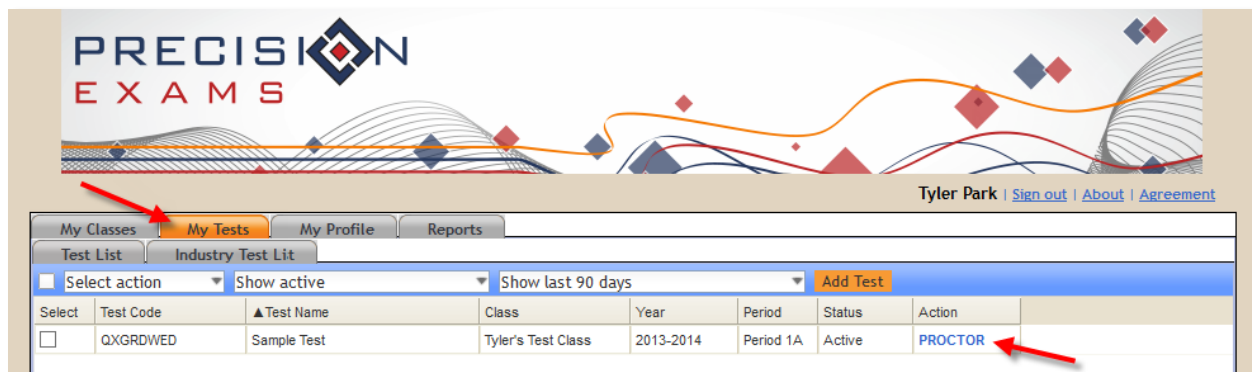 PRECISION
EXAMS
Tyler Park | Sign out | About | Agreement
My Classes My Tests My Profile Reports
Test List Industry Test Lit
Select action Show active Show last 90 days Add Test
Select Test Code ▲Test Name Class Year Period Status Action
QXGRDWED Sample Test Tyler's Test Class 2013-2014 Period 1A Active PROCTOR